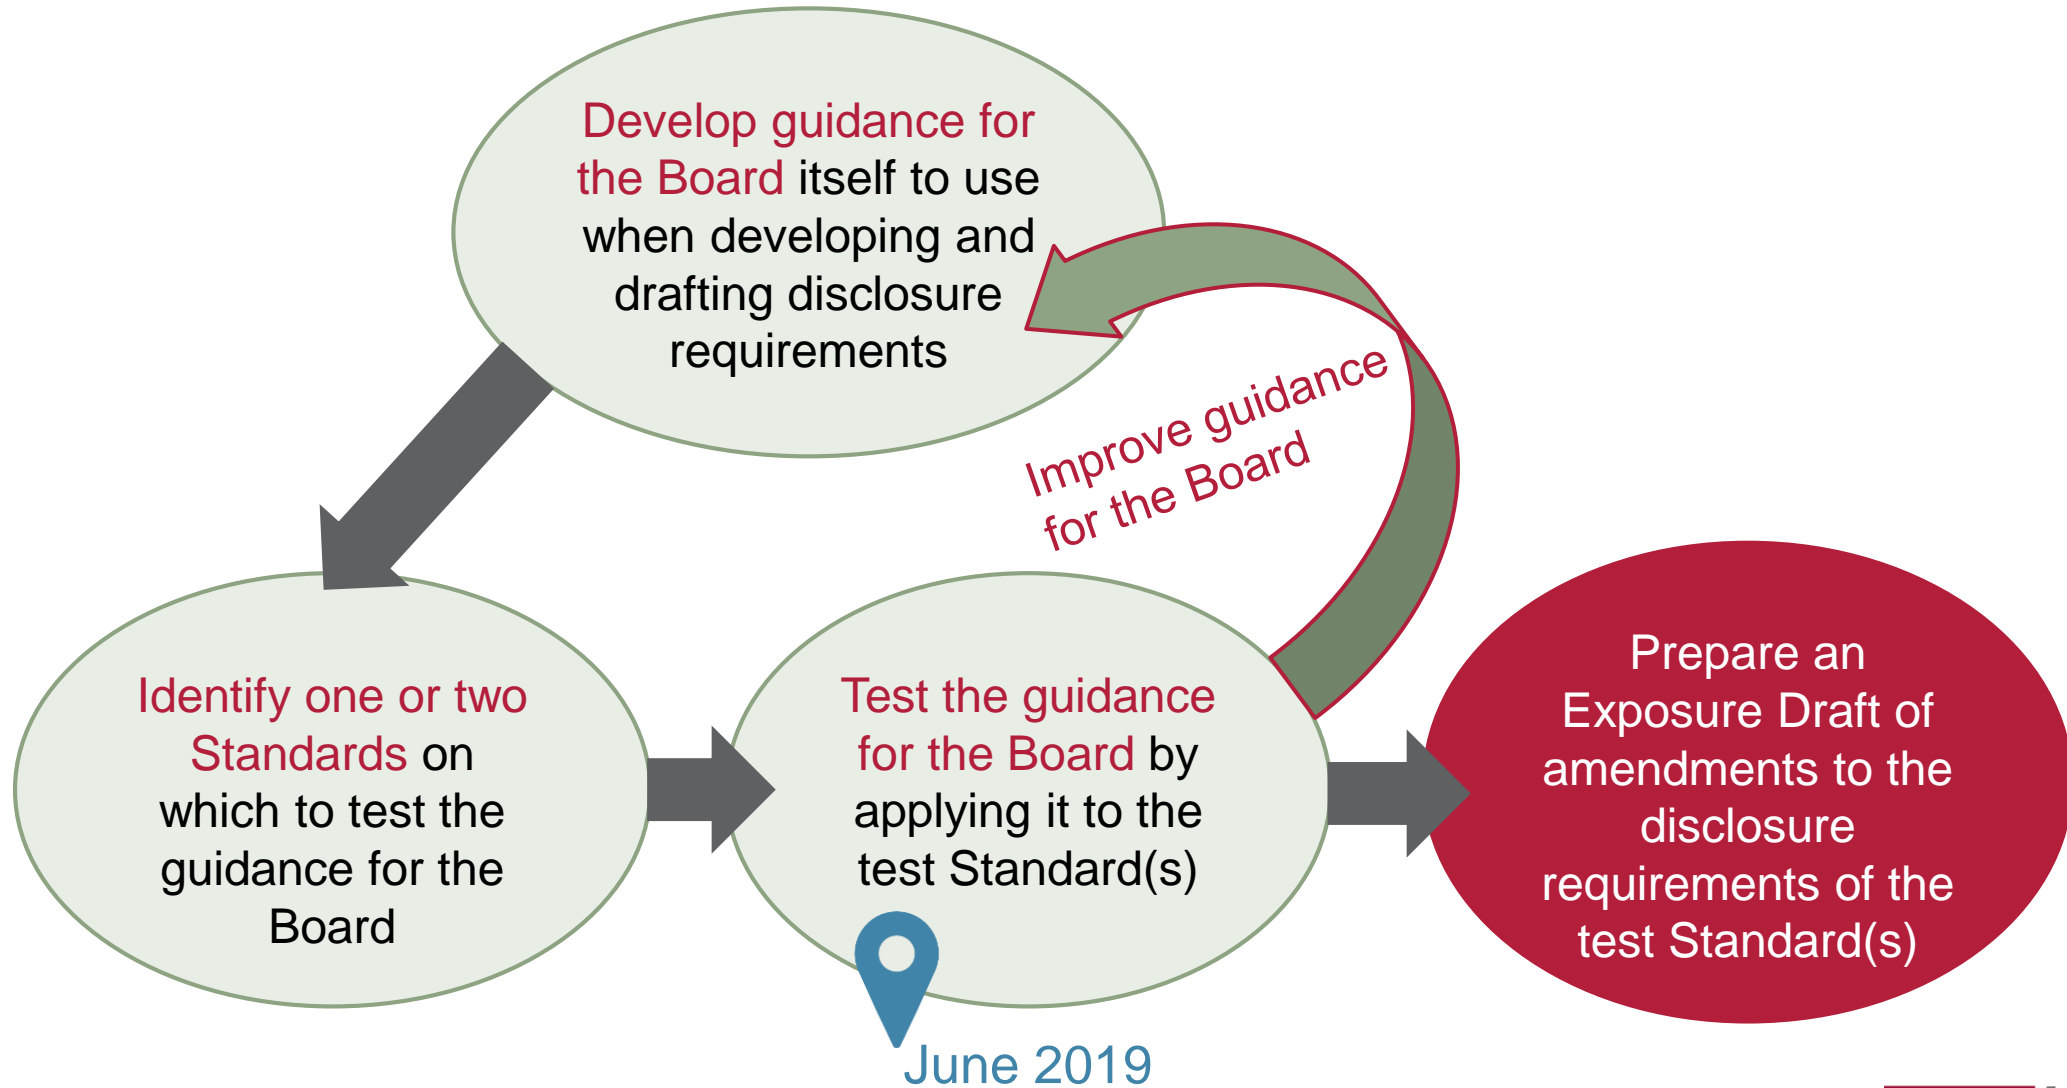 Develop guidance for
the Board itself to use
when developing and
drafting disclosure
requirements
Improve guidance
for the Board
Identify one or two
Standards on
which to test the
guidance for the
Board
Test the guidance
for the Board by
applying it to the
test Standard(s)
Prepare an
Exposure Draft of
amendments to the
disclosure
requirements of the
test Standard(s)
June 2019